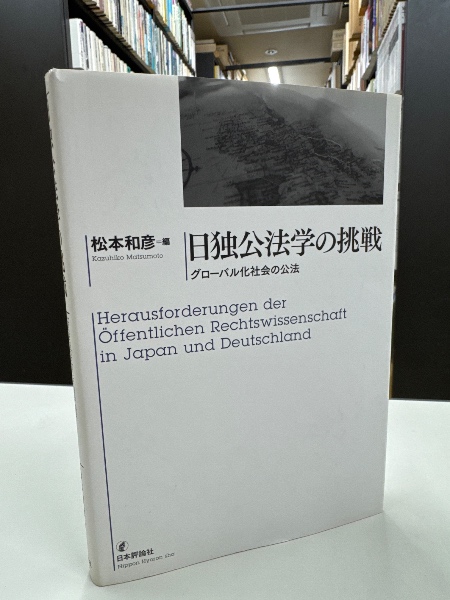 松本和彦=編
Kazuhiko Matsumoto
日独公法学の挑戦
グローバル化社会の公法
Herausforderungen der
Öffentlichen Rechtswissenschaft
in Japan und Deutschland
日本評論社
Nippon Hyoron sha